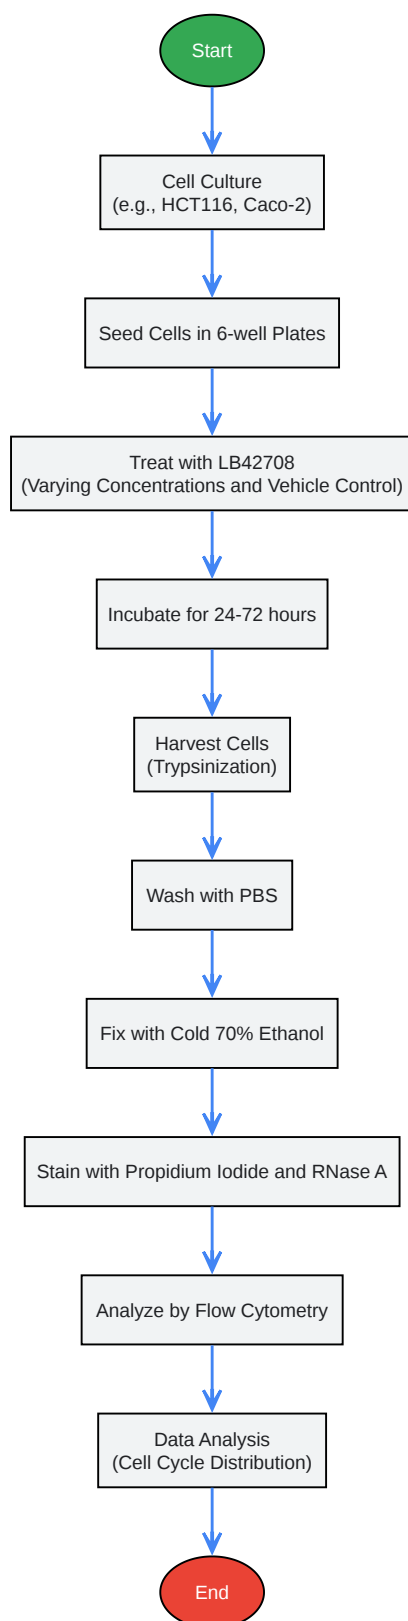 Start
Cell Culture
(e.g., HCT116, Caco-2)
Seed Cells in 6-well Plates
Treat with LB42708
(Varying Concentrations and Vehicle Control)
Incubate for 24-72 hours
Harvest Cells
(Trypsinization)
Wash with PBS
Fix with Cold 70% Ethanol
Stain with Propidium Iodide and RNase A
Analyze by Flow Cytometry
Data Analysis
(Cell Cycle Distribution)
End